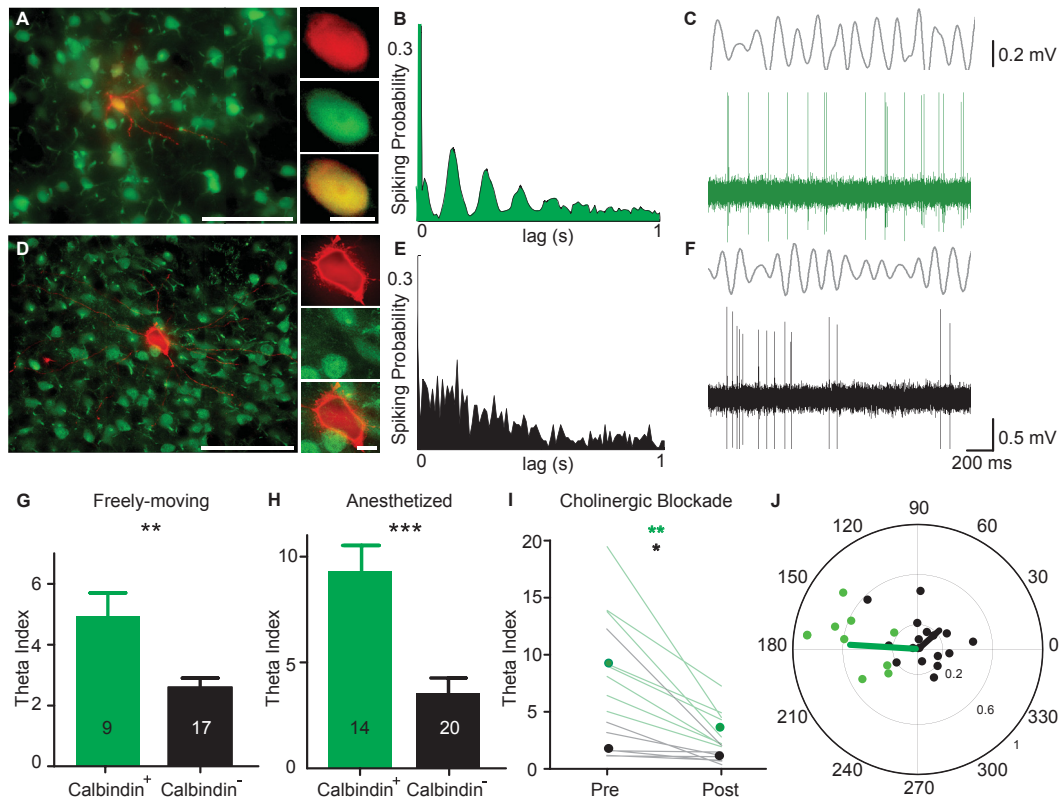 A
B
0.3
Spiking Probability
0
lag (s)
1
C
0.2 mV
D
E
0.3
Spiking Probability
0
lag (s)
1
F
0.5 mV
200 ms
G
Freely-moving
**
Theta Index
6
4
2
0
9
17
Calbindin+
Calbindin-
H
Anesthetized
***
Theta Index
10
5
0
14
20
Calbindin+
Calbindin-
I
Cholinergic Blockade
**
*
Theta Index
20
15
10
5
0
Pre
Post
J
90
120
60
150
30
180
0
210
330
240
300
270
0.2
0.6
1